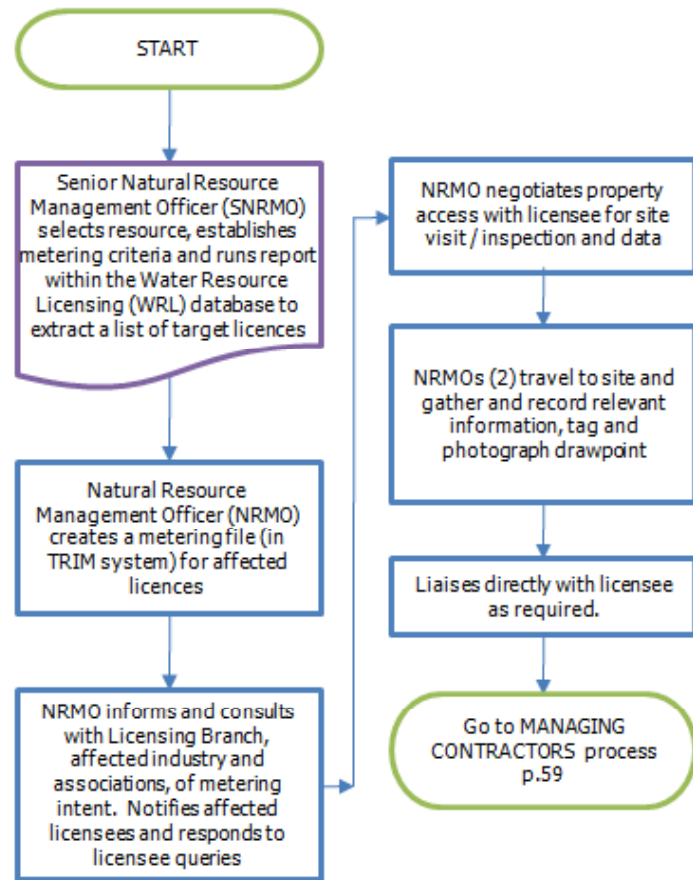 START
Senior Natural Resource
Management Officer (SNRMO)
selects resource, establishes
metering criteria and runs report
within the Water Resource
Licensing (WRL) database to
extract a list of target licences
Natural Resource
Management Officer (NRMO)
creates a metering file (in
TRIM system) for affected
licences
NRMO informs and consults
with Licensing Branch,
affected industry and
associations, of metering
intent. Notifies affected
licensees and responds to
licensee queries
NRMO negotiates property
access with licensee for site
visit / inspection and data
NRMOs (2) travel to site and
gather and record relevant
information, tag and
photograph drawpoint
Liaises directly with licensee
as required.
Go to MANAGING
CONTRACTORS process
p.59